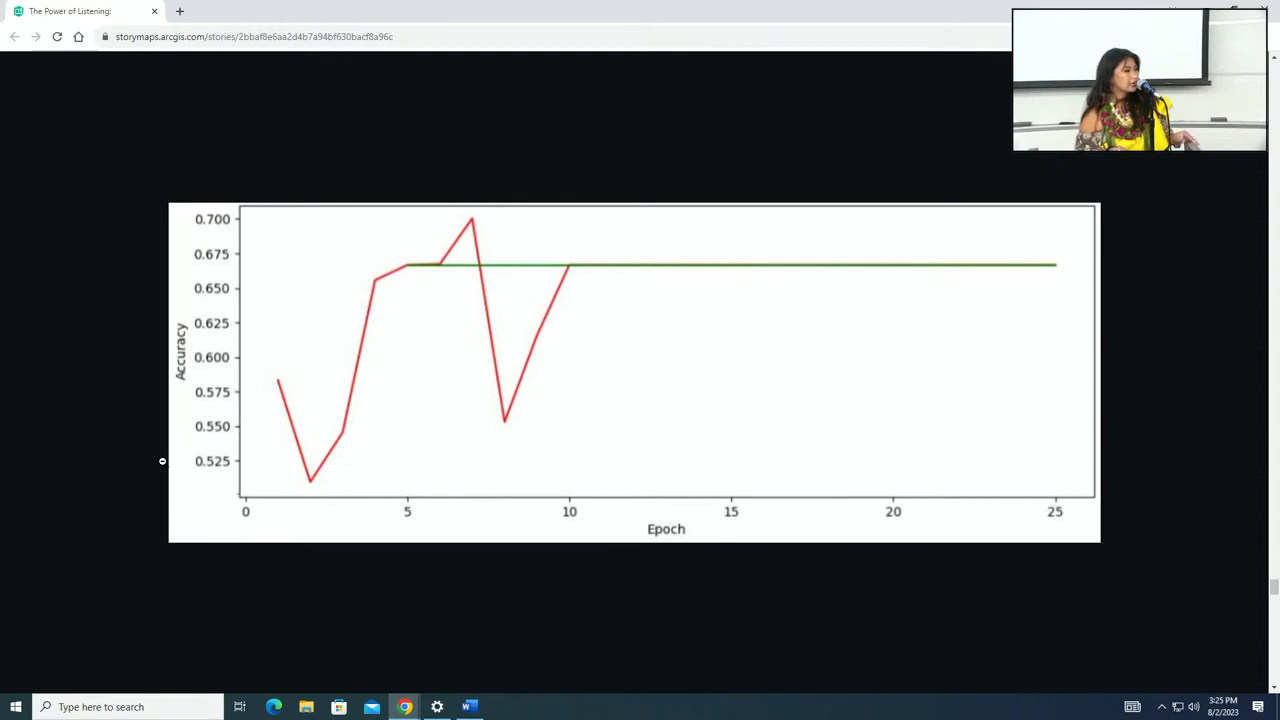 The Power of Listening:
storymaps.arcgis.com/stories/2bbaf8e6aa2d4b7a94bf630bacf8a96c
0.700
0.675
0.650
0.625
0.600
0.575
0.550
0.525
Accuracy
0 5 10 15 20 25
Epoch
Type here to search
3:25 PM
8/2/2023